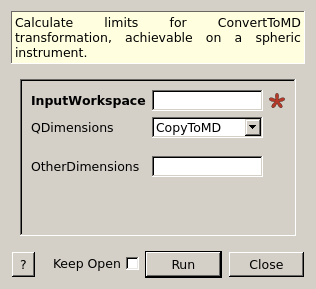 Calculate limits for ConvertToMD
transformation, achievable on a spheric
instrument.
InputWorkspace
QDimensions CopyToMD
OtherDimensions
? Keep Open Run Close